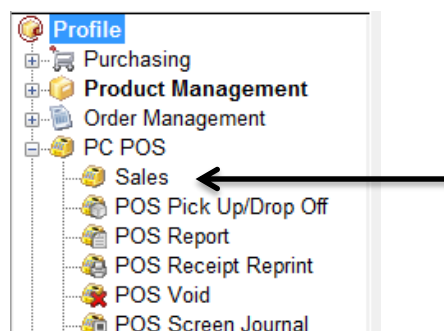 Profile
Purchasing
Product Management
Order Management
PC POS
Sales
POS Pick Up/Drop Off
POS Report
POS Receipt Reprint
POS Void
POS Screen Journal